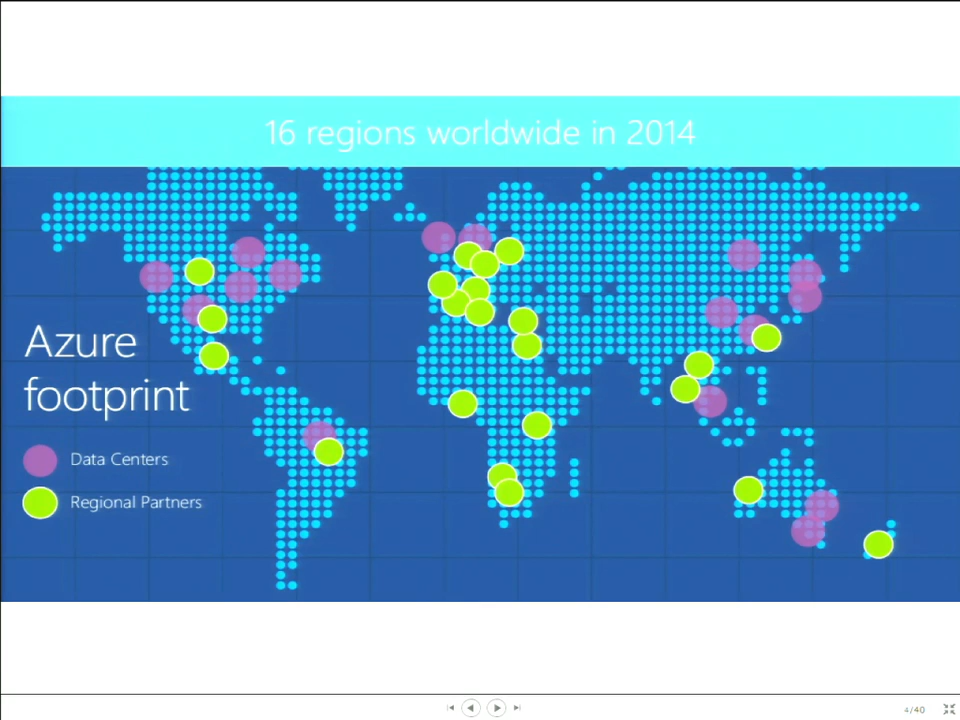 16 regions worldwide in 2014
Azure
footprint
Data Centers
Regional Partners
4/40